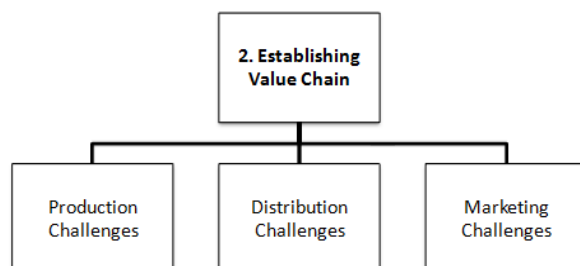 2. Establishing
Value Chain
Production
Challenges
Distribution
Challenges
Marketing
Challenges